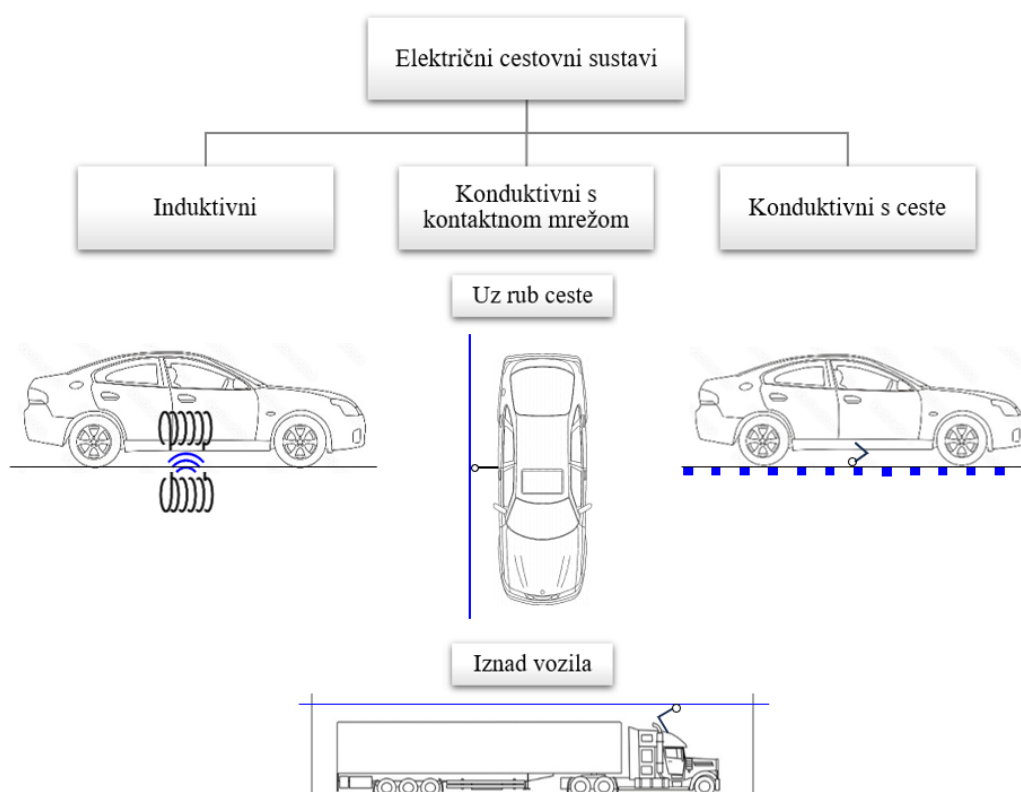 Električni cestovni sustavi
Induktivni
Konduktivni s
kontaktnom mrežom
Konduktivni s ceste
Uz rub ceste
Iznad vozila